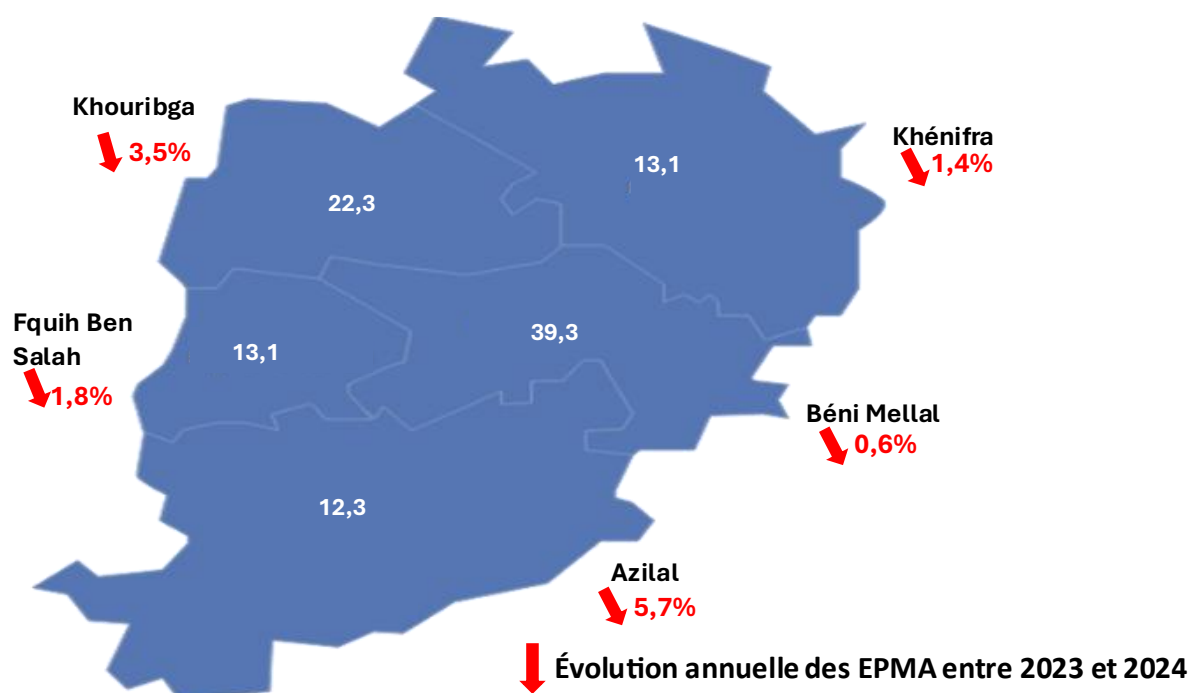 Khouribga
3,5%
Khénifra
1,4%
13,1
22,3
Fquih Ben
Salah
1,8%
13,1
39,3
Béni Mellal
0,6%
12,3
Azilal
5,7%
Évolution annuelle des EPMA entre 2023 et 2024